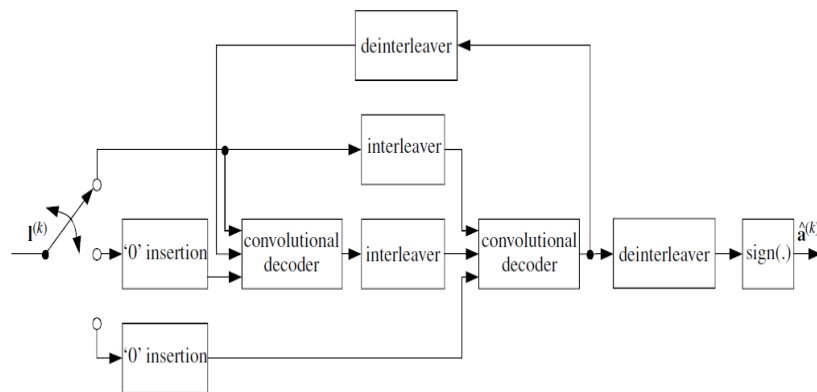 deinterleaver
interleaver
l^(k)
'0' insertion
convolutional
decoder
interleaver
convolutional
decoder
deinterleaver
sign(.)
â^(k)
'0' insertion